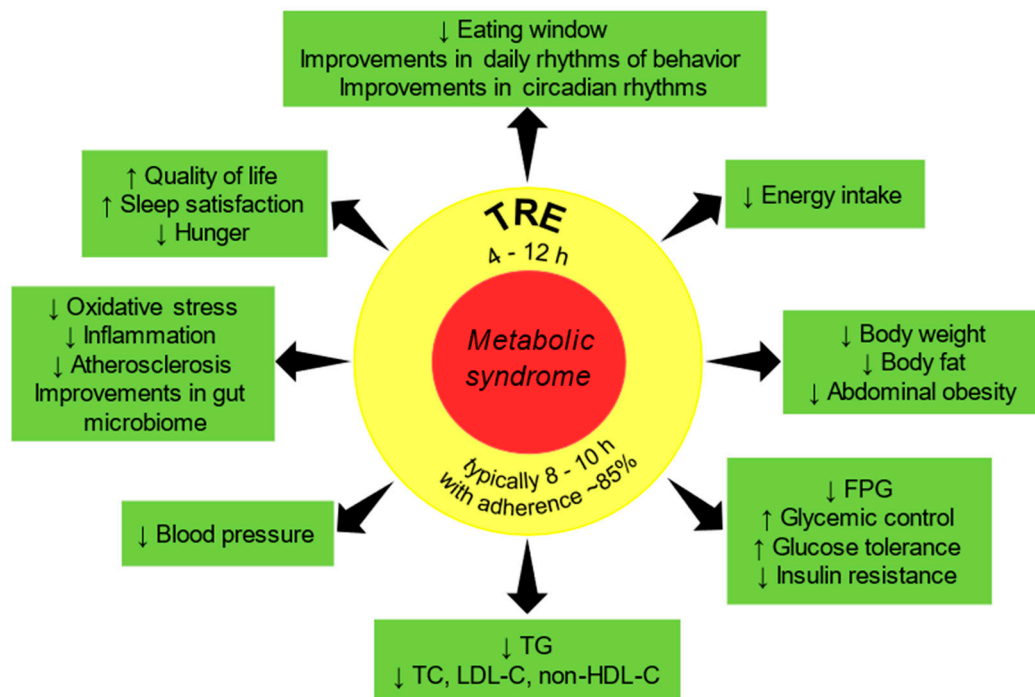 ↓ Eating window
Improvements in daily rhythms of behavior
Improvements in circadian rhythms
↑ Quality of life
↑ Sleep satisfaction
↓ Hunger
↓ Energy intake
TRE
4 - 12 h
Metabolic
syndrome
typically 8 - 10 h
with adherence ~85%
↓ Oxidative stress
↓ Inflammation
↓ Atherosclerosis
Improvements in gut
microbiome
↓ Body weight
↓ Body fat
↓ Abdominal obesity
↓ Blood pressure
↓ FPG
↑ Glycemic control
↑ Glucose tolerance
↓ Insulin resistance
↓ TG
↓ TC, LDL-C, non-HDL-C